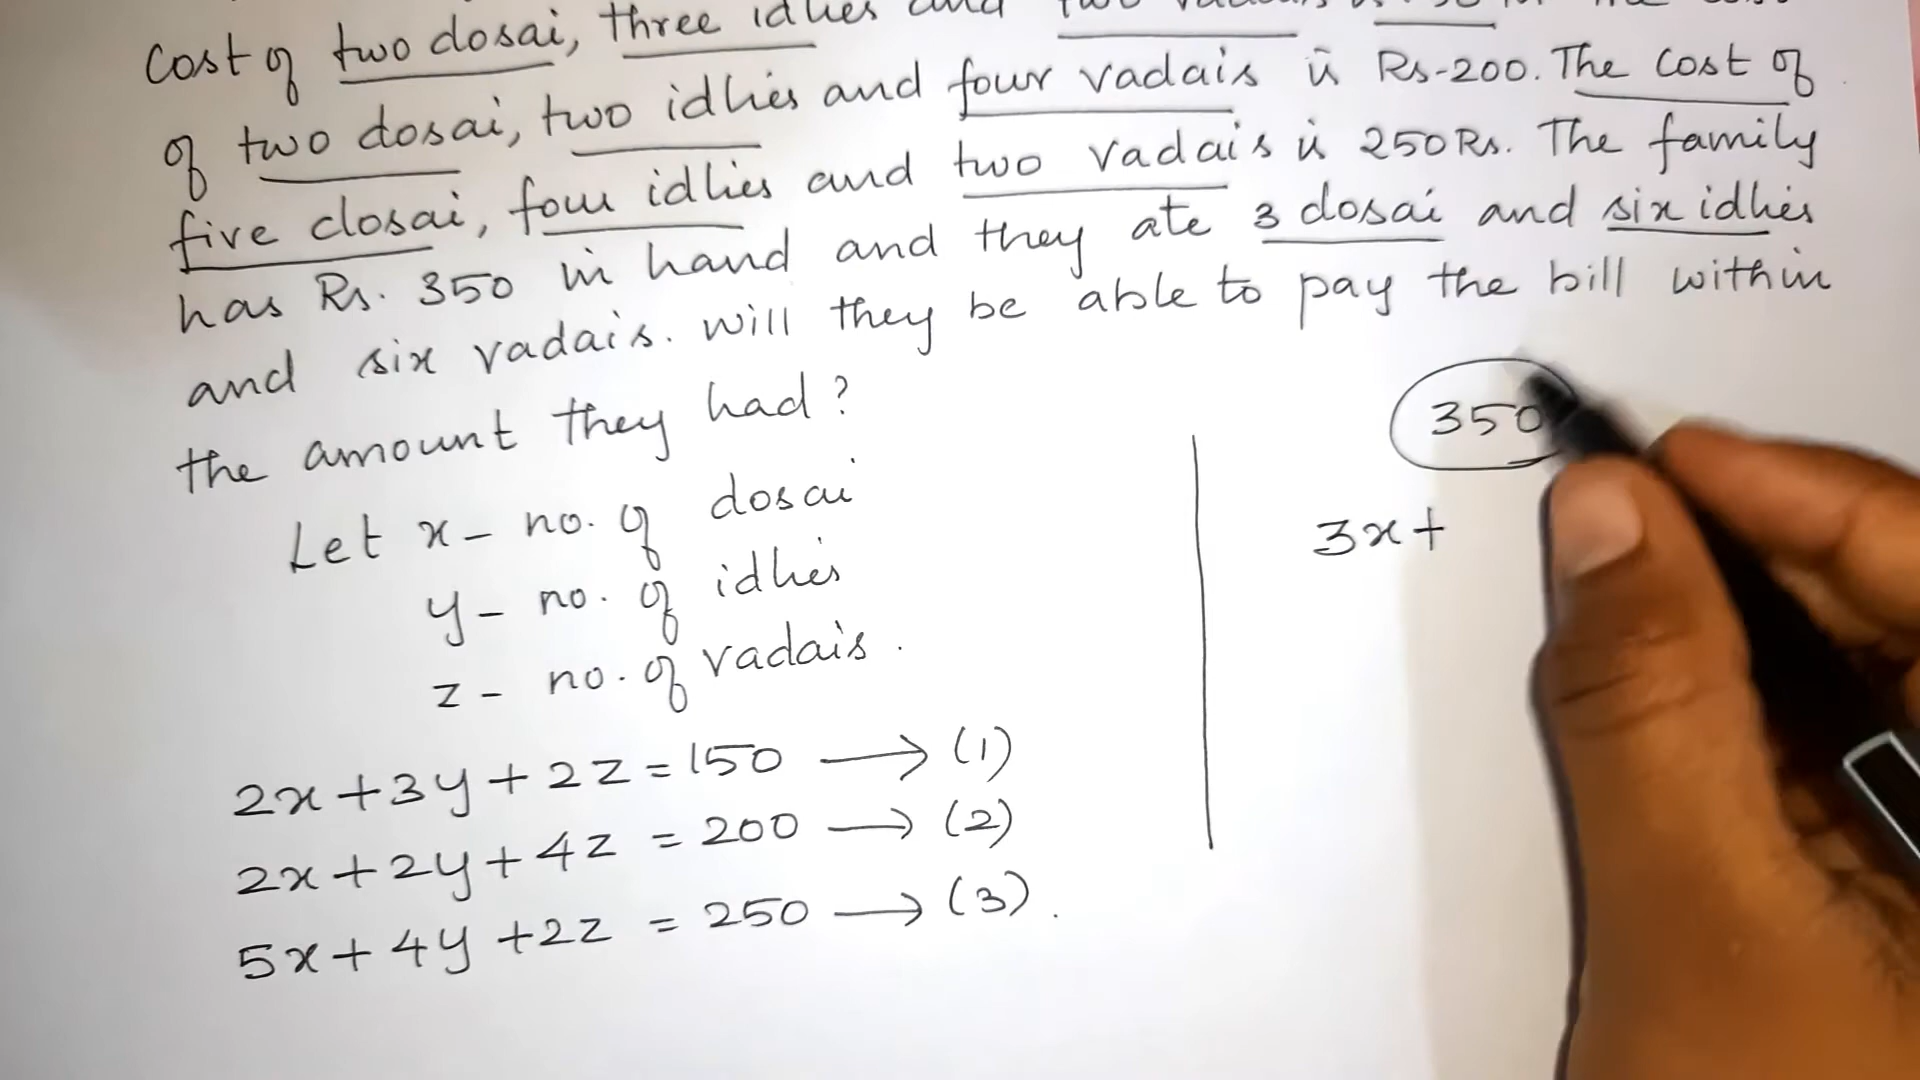 Cost of two dosai, three idlies and two
of two dosai, two idlies and four vadais is Rs-200. The cost of
five dosai, four idlies and two vadais is 250Rs. The family
has Rs. 350 in hand and they ate 3 dosai and six idlies
and six vadais. will they be able to pay the bill within
the amount they had?
Let x - no. of dosai
y - no. of idlies
z - no. of vadais.
2x+3y+2z=150 → (1)
2x+2y+4z = 200 → (2)
5x+4y+2z = 250 → (3).
350
3x+